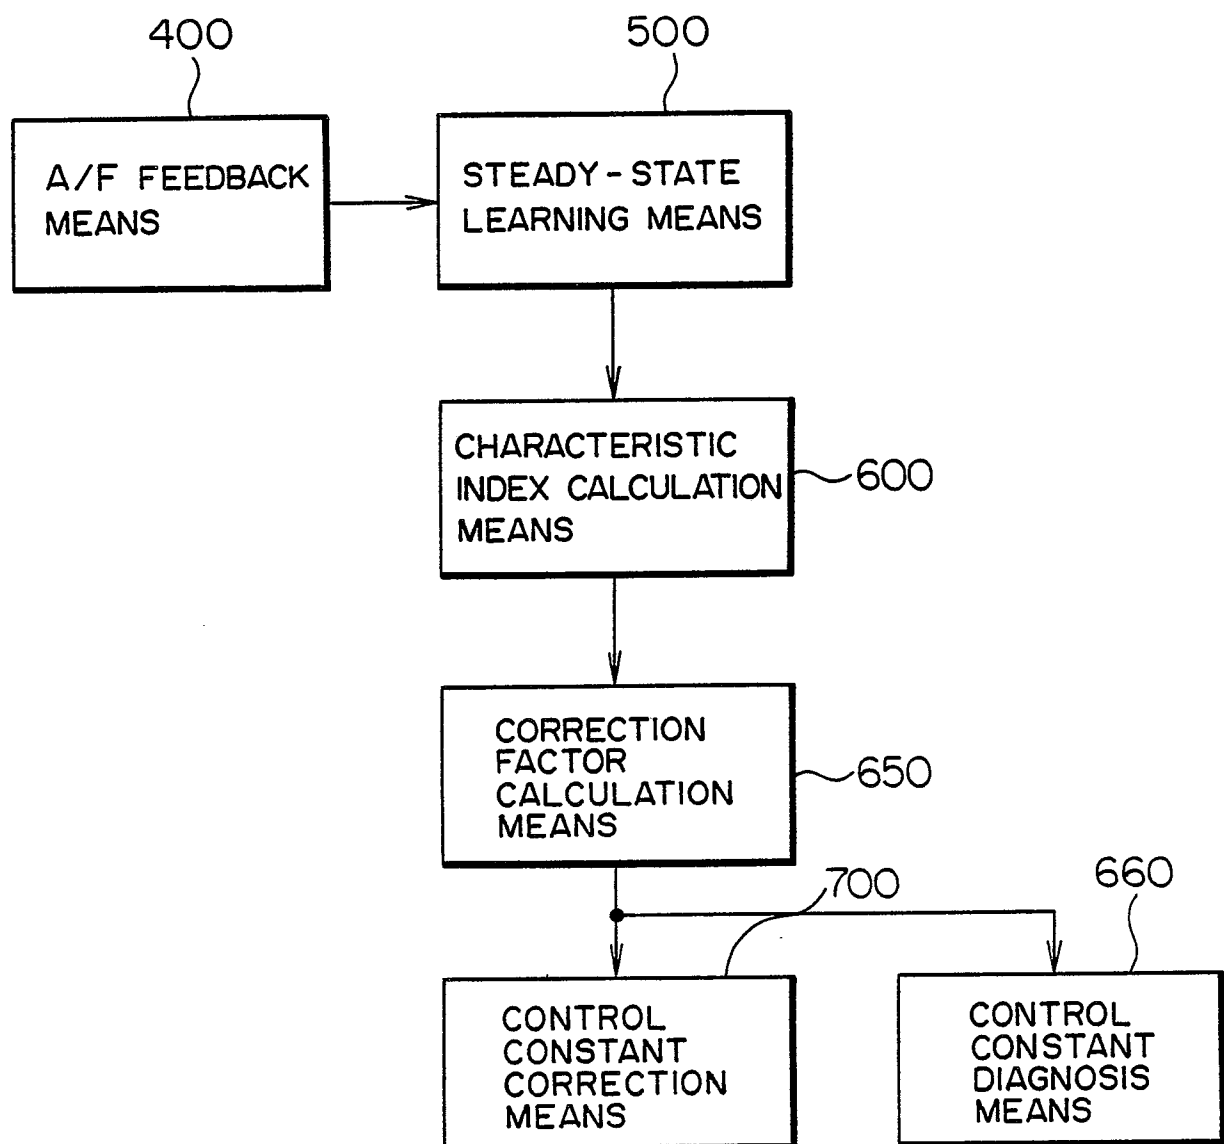 400
500
A/F FEEDBACK
MEANS
STEADY-STATE
LEARNING MEANS
CHARACTERISTIC
INDEX CALCULATION
MEANS
600
CORRECTION
FACTOR
CALCULATION
MEANS
650
700
660
CONTROL
CONSTANT
CORRECTION
MEANS
CONTROL
CONSTANT
DIAGNOSIS
MEANS